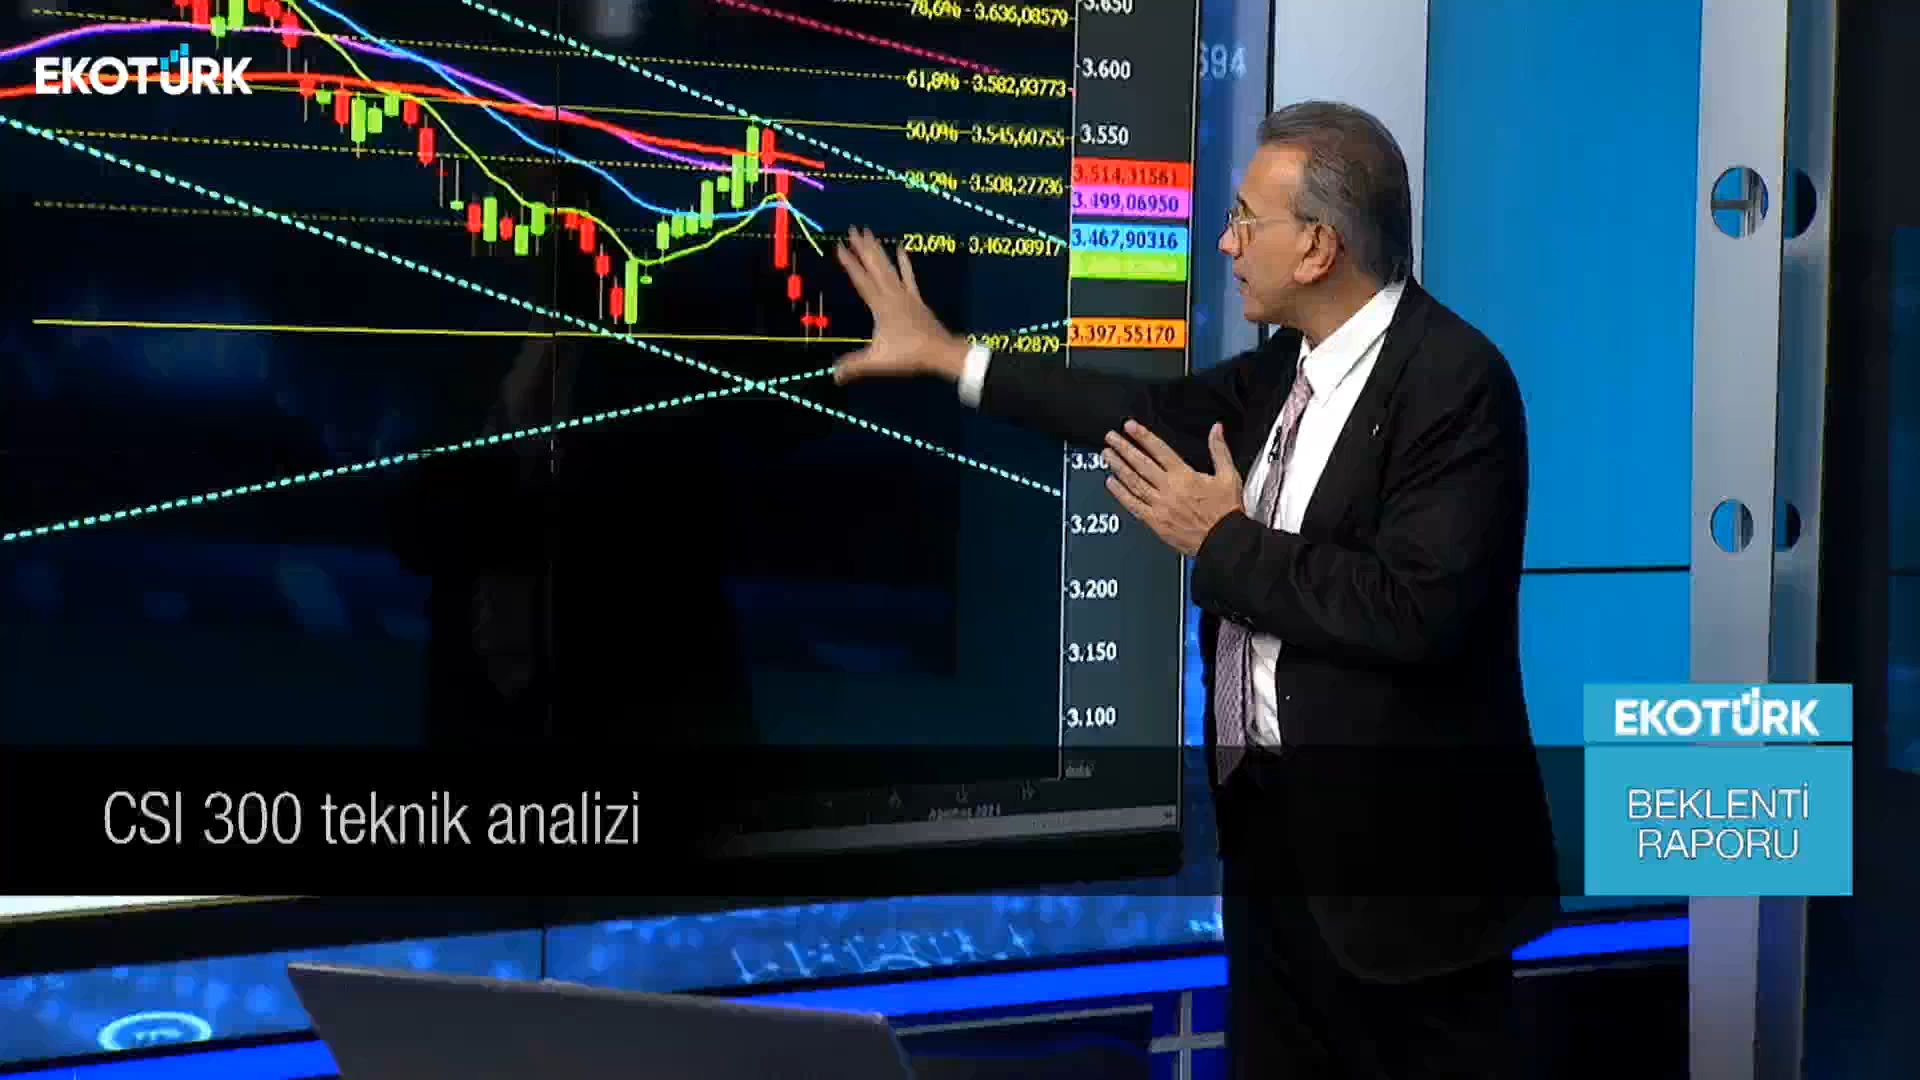 EKOTÜRK
3.650
78,6% - 3.636,08579
3.600
694
61,8% - 3.582,93773
50,0% - 3.545,60755
3.550
38,2% - 3.508,27736
3.514,31561
3.499,06950
23,6% - 3.462,08917
3.467,90316
3.397,55170
3.250
3.200
3.150
3.100
EKOTÜRK
CSI 300 teknik analizi
BEKLENTİ
RAPORU